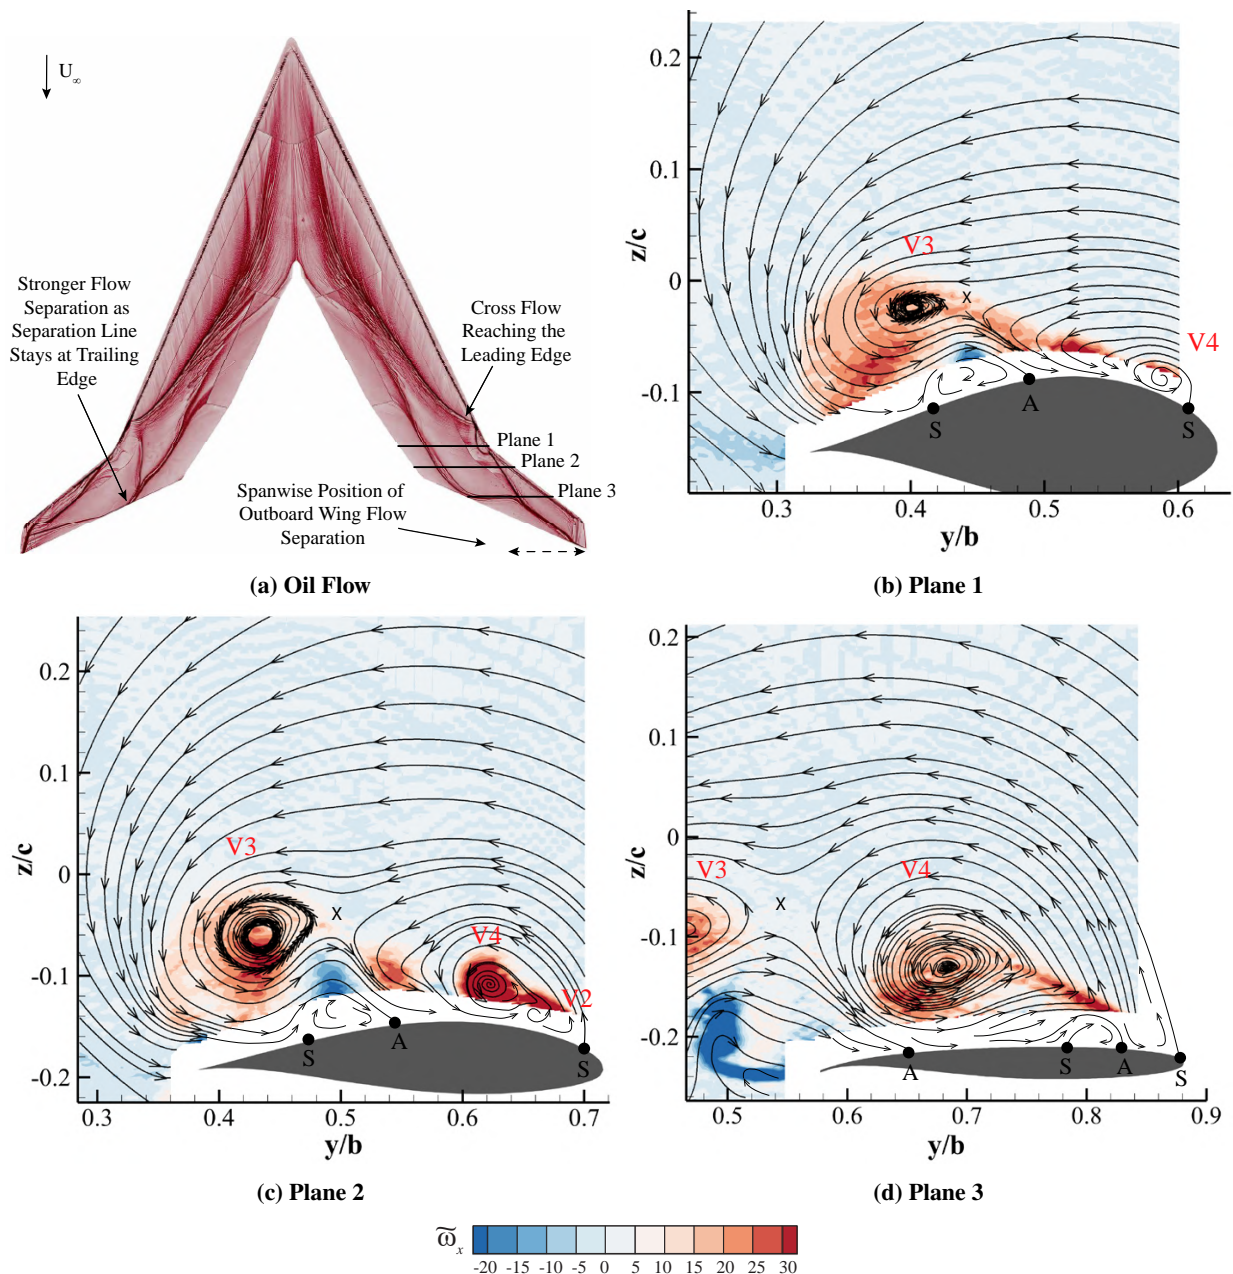 U∞
Stronger Flow
Separation as
Separation Line
Stays at Trailing
Edge
Cross Flow
Reaching the
Leading Edge
Plane 1
Plane 2
Plane 3
Spanwise Position of
Outboard Wing Flow
Separation
(a) Oil Flow
z/c
0.2
0.1
0
-0.1
V3
X
V4
S
A
S
0.3
0.4
0.5
0.6
y/b
(b) Plane 1
z/c
0.2
0.1
0
-0.1
-0.2
V3
X
V4
V2
S
A
S
0.3
0.4
0.5
0.6
0.7
y/b
(c) Plane 2
z/c
0.2
0.1
0
-0.1
-0.2
V3
V4
X
A
S
A
S
0.5
0.6
0.7
0.8
0.9
y/b
(d) Plane 3
ω̃x
-20 -15 -10 -5 0 5 10 15 20 25 30